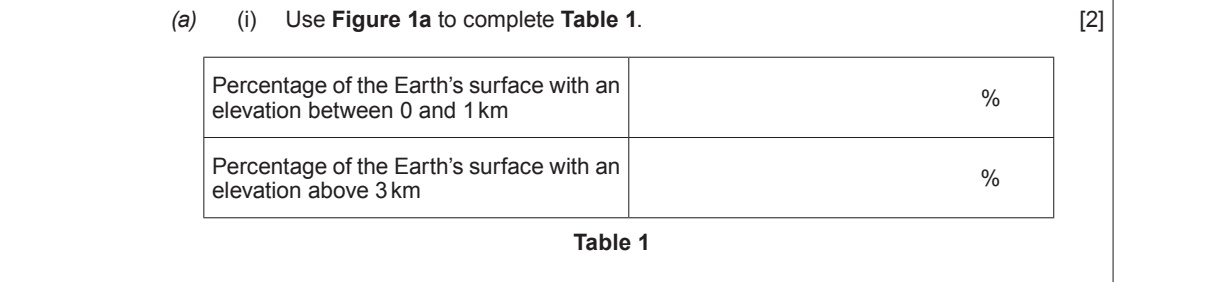 (a) (i) Use Figure 1a to complete Table 1. [2]
Percentage of the Earth’s surface with an
elevation between 0 and 1 km
%
Percentage of the Earth’s surface with an
elevation above 3 km
%
Table 1